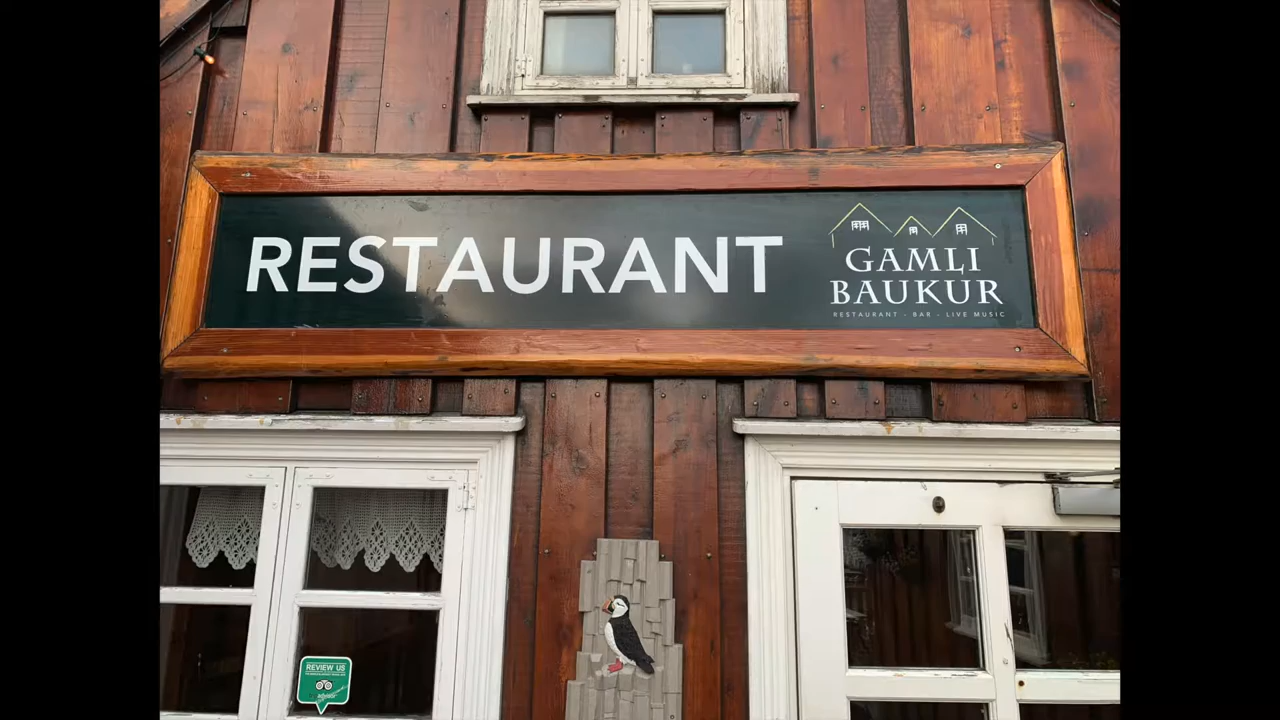 RESTAURANT
GAMLI
BAUKUR
RESTAURANT - BAR - LIVE MUSIC
REVIEW US